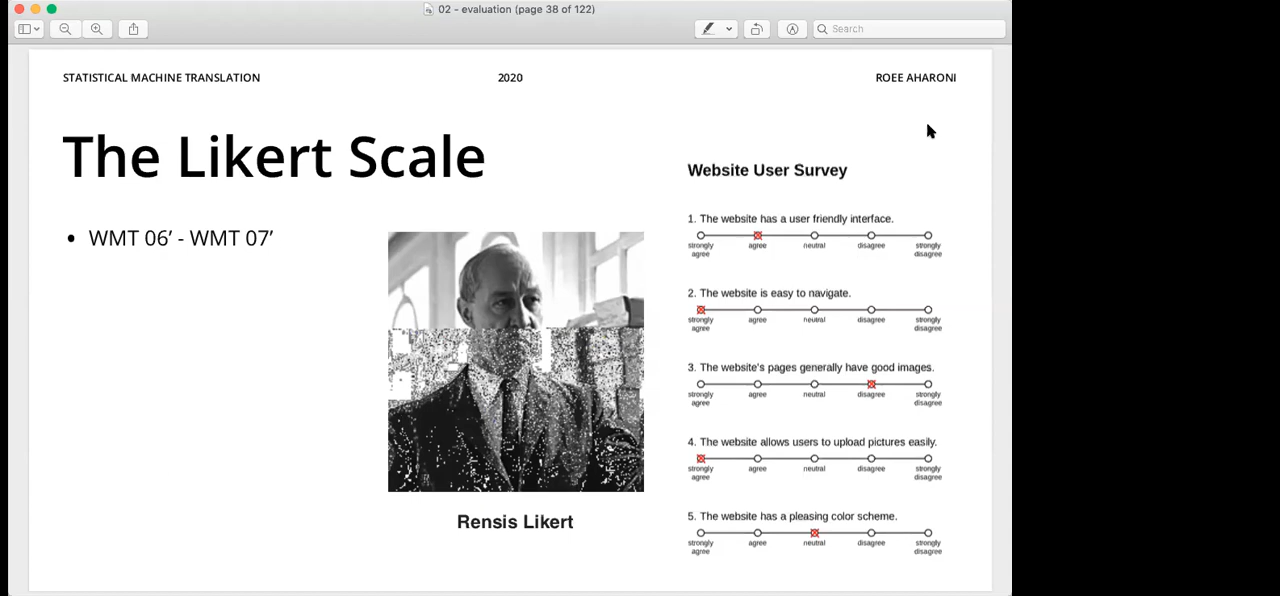 02 - evaluation (page 38 of 122)
Search
STATISTICAL MACHINE TRANSLATION 2020 ROEE AHARONI
The Likert Scale
• WMT 06’ - WMT 07’
Rensis Likert
Website User Survey
1. The website has a user friendly interface.
strongly agree agree neutral disagree strongly disagree
2. The website is easy to navigate.
strongly agree agree neutral disagree strongly disagree
3. The website's pages generally have good images.
strongly agree agree neutral disagree strongly disagree
4. The website allows users to upload pictures easily.
strongly agree agree neutral disagree strongly disagree
5. The website has a pleasing color scheme.
strongly agree agree neutral disagree strongly disagree